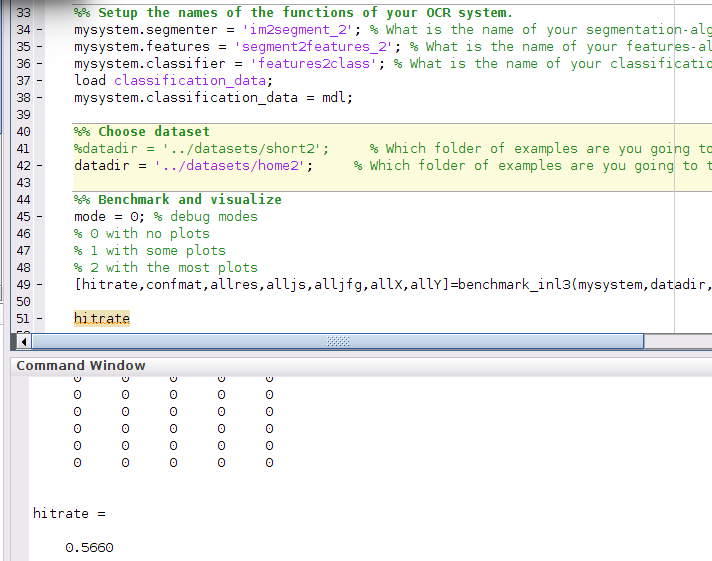 33 %% Setup the names of the functions of your OCR system.
34 - mysystem.segmenter = 'im2segment_2'; % What is the name of your segmentation-alg
35 - mysystem.features = 'segment2features_2'; % What is the name of your features-al
36 - mysystem.classifier = 'features2class'; % What is the name of your classificatio
37 - load classification_data;
38 - mysystem.classification_data = mdl;
39
40 %% Choose dataset
41 %datadir = '../datasets/short2'; % Which folder of examples are you going to
42 - datadir = '../datasets/home2'; % Which folder of examples are you going to t
43
44 %% Benchmark and visualize
45 - mode = 0; % debug modes
46 % 0 with no plots
47 % 1 with some plots
48 % 2 with the most plots
49 - [hitrate,confmat,allres,alljs,alljfg,allX,allY]=benchmark_inl3(mysystem,datadir,
50
51 - hitrate
Command Window
0 0 0 0 0
0 0 0 0 0
0 0 0 0 0
0 0 0 0 0
0 0 0 0 0
0 0 0 0 0
hitrate =
0.5660